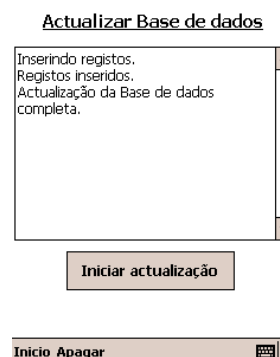 Actualizar Base de dados
Inserindo registos.
Registos inseridos.
Actualização da Base de dados
completa.
Iniciar actualização
Inicio Apagar